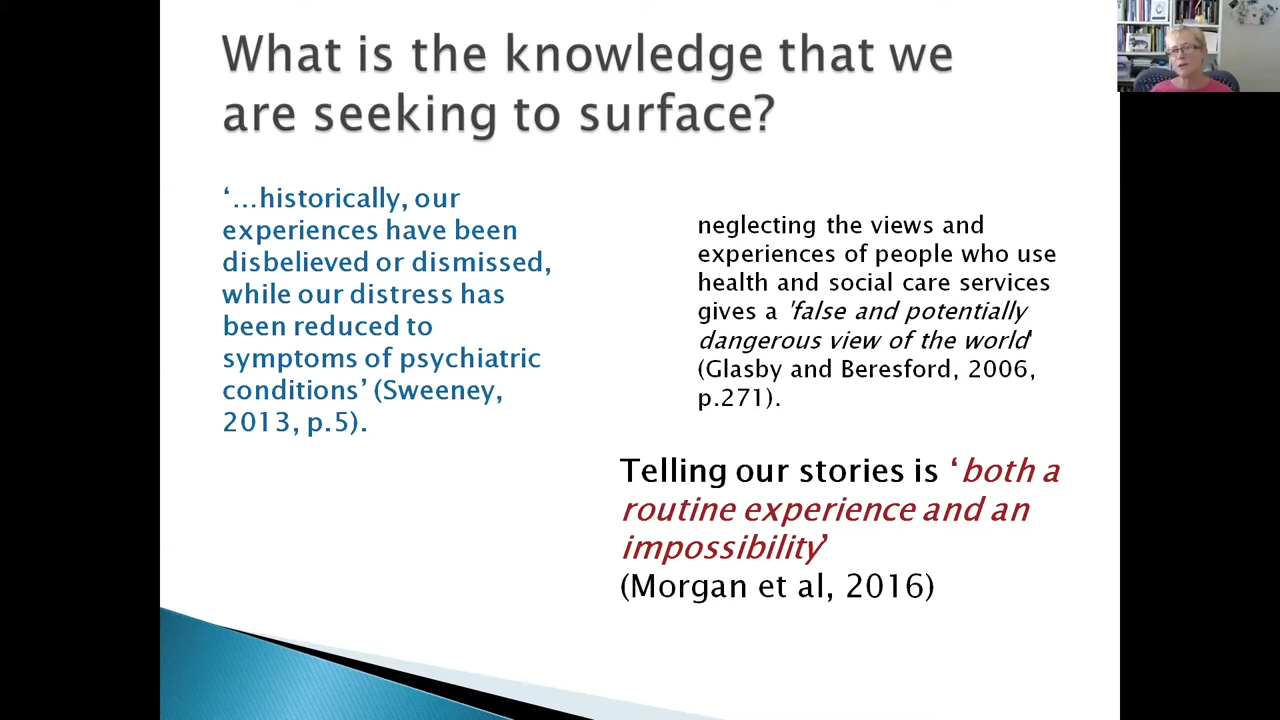 What is the knowledge that we
are seeking to surface?
‘…historically, our
experiences have been
disbelieved or dismissed,
while our distress has
been reduced to
symptoms of psychiatric
conditions’ (Sweeney,
2013, p.5).
neglecting the views and
experiences of people who use
health and social care services
gives a 'false and potentially
dangerous view of the world'
(Glasby and Beresford, 2006,
p.271).
Telling our stories is ‘both a
routine experience and an
impossibility’
(Morgan et al, 2016)